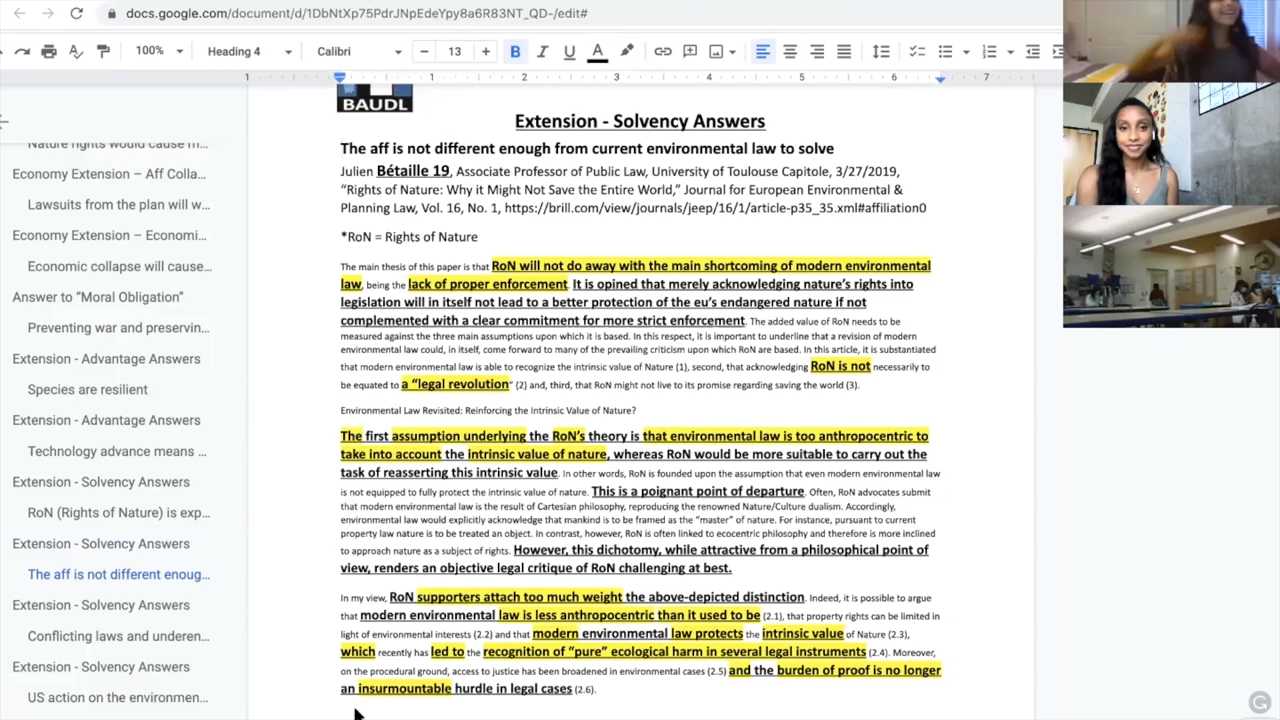 docs.google.com/document/d/1DbNtXp75PdrJNpEdeYpy8a6R83NT_QD-/edit#
100% Heading 4 Calibri − 13 + B I U A
1 1 2 3 4 5 6 7
Nature rights would cause m...
Economy Extension – Aff Colla...
Lawsuits from the plan will w...
Economy Extension – Economi...
Economic collapse will cause...
Answer to “Moral Obligation”
Preventing war and preservin...
Extension - Advantage Answers
Species are resilient
Extension - Advantage Answers
Technology advance means ...
Extension - Solvency Answers
RoN (Rights of Nature) is exp...
Extension - Solvency Answers
The aff is not different enoug...
Extension - Solvency Answers
Conflicting laws and underen...
Extension - Solvency Answers
US action on the environmen...
BAUDL
Extension - Solvency Answers
The aff is not different enough from current environmental law to solve
Julien Bétaille 19, Associate Professor of Public Law, University of Toulouse Capitole, 3/27/2019,
“Rights of Nature: Why it Might Not Save the Entire World,” Journal for European Environmental &
Planning Law, Vol. 16, No. 1, https://brill.com/view/journals/jeep/16/1/article-p35_35.xml#affiliation0
*RoN = Rights of Nature
The main thesis of this paper is that RoN will not do away with the main shortcoming of modern environmental
law, being the lack of proper enforcement. It is opined that merely acknowledging nature’s rights into
legislation will in itself not lead to a better protection of the eu’s endangered nature if not
complemented with a clear commitment for more strict enforcement. The added value of RoN needs to be
measured against the three main assumptions upon which it is based. In this respect, it is important to underline that a revision of modern
environmental law could, in itself, come forward to many of the prevailing criticism upon which RoN are based. In this article, it is substantiated
that modern environmental law is able to recognize the intrinsic value of Nature (1), second, that acknowledging RoN is not necessarily to
be equated to a “legal revolution” (2) and, third, that RoN might not live to its promise regarding saving the world (3).
Environmental Law Revisited: Reinforcing the Intrinsic Value of Nature?
The first assumption underlying the RoN’s theory is that environmental law is too anthropocentric to
take into account the intrinsic value of nature, whereas RoN would be more suitable to carry out the
task of reasserting this intrinsic value. In other words, RoN is founded upon the assumption that even modern environmental law
is not equipped to fully protect the intrinsic value of nature. This is a poignant point of departure. Often, RoN advocates submit
that modern environmental law is the result of Cartesian philosophy, reproducing the renowned Nature/Culture dualism. Accordingly,
environmental law would explicitly acknowledge that mankind is to be framed as the “master” of nature. For instance, pursuant to current
property law nature is to be treated an object. In contrast, however, RoN is often linked to ecocentric philosophy and therefore is more inclined
to approach nature as a subject of rights. However, this dichotomy, while attractive from a philosophical point of
view, renders an objective legal critique of RoN challenging at best.
In my view, RoN supporters attach too much weight the above-depicted distinction. Indeed, it is possible to argue
that modern environmental law is less anthropocentric than it used to be (2.1), that property rights can be limited in
light of environmental interests (2.2) and that modern environmental law protects the intrinsic value of Nature (2.3),
which recently has led to the recognition of “pure” ecological harm in several legal instruments (2.4). Moreover,
on the procedural ground, access to justice has been broadened in environmental cases (2.5) and the burden of proof is no longer
an insurmountable hurdle in legal cases (2.6).